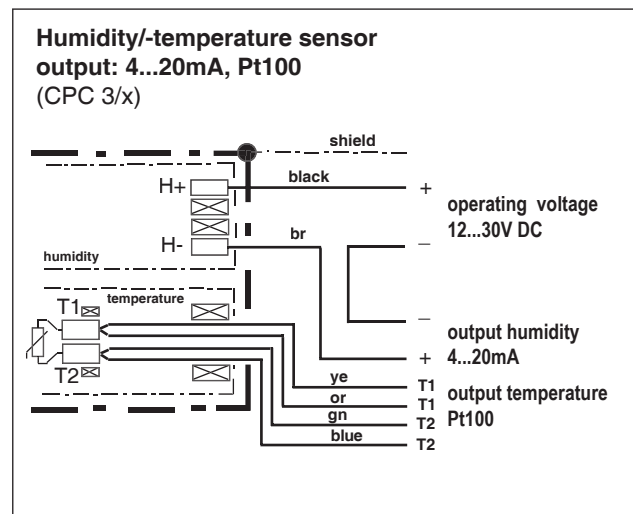 Humidity/-temperature sensor
output: 4...20mA, Pt100
(CPC 3/x)
shield
black
H+
+
operating voltage
12...30V DC
br
H-
–
humidity
temperature
T1
–
output humidity
4...20mA
+
T2
ye
T1
output temperature
Pt100
or
T1
gn
T2
blue
T2